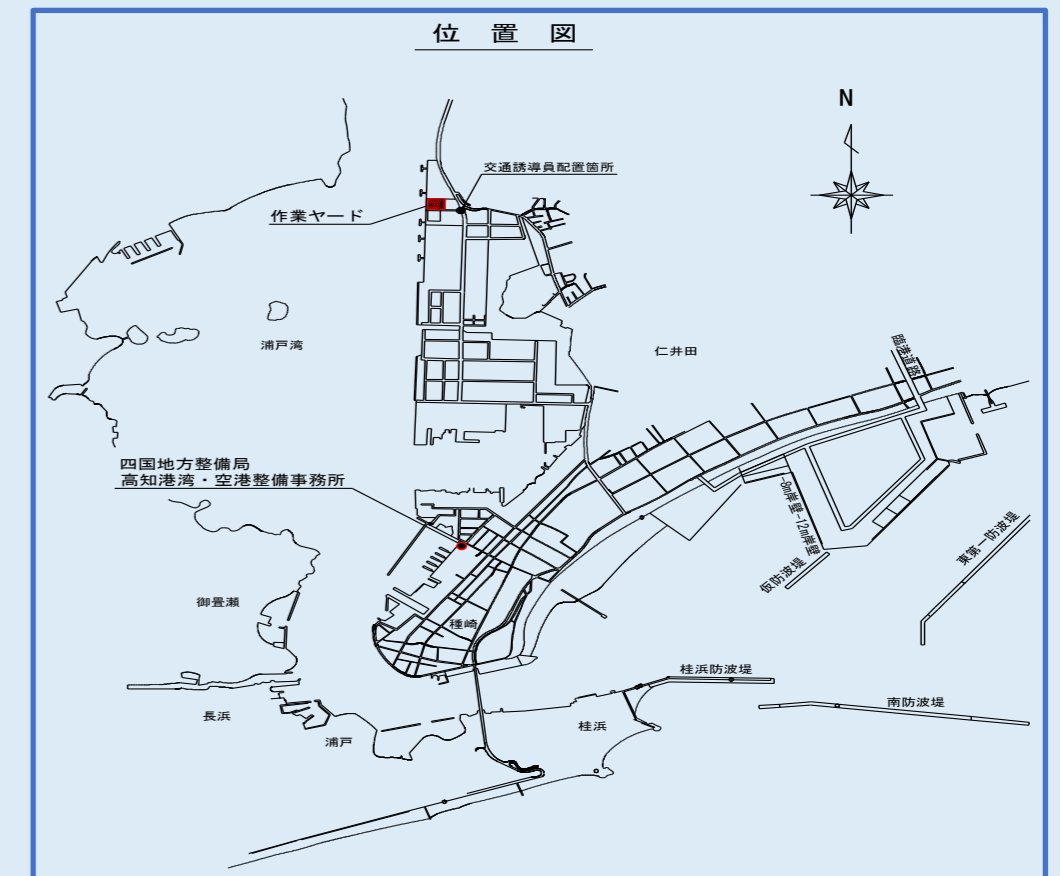 位 置 図
N
交通誘導員配置箇所
作業ヤード
浦戸湾
仁井田
臨港道路
四国地方整備局
高知港湾・空港整備事務所
-8m岸壁-12m岸壁
東第一防波堤
仮防波堤
御畳瀬
種崎
桂浜防波堤
南防波堤
長浜
浦戸
桂浜